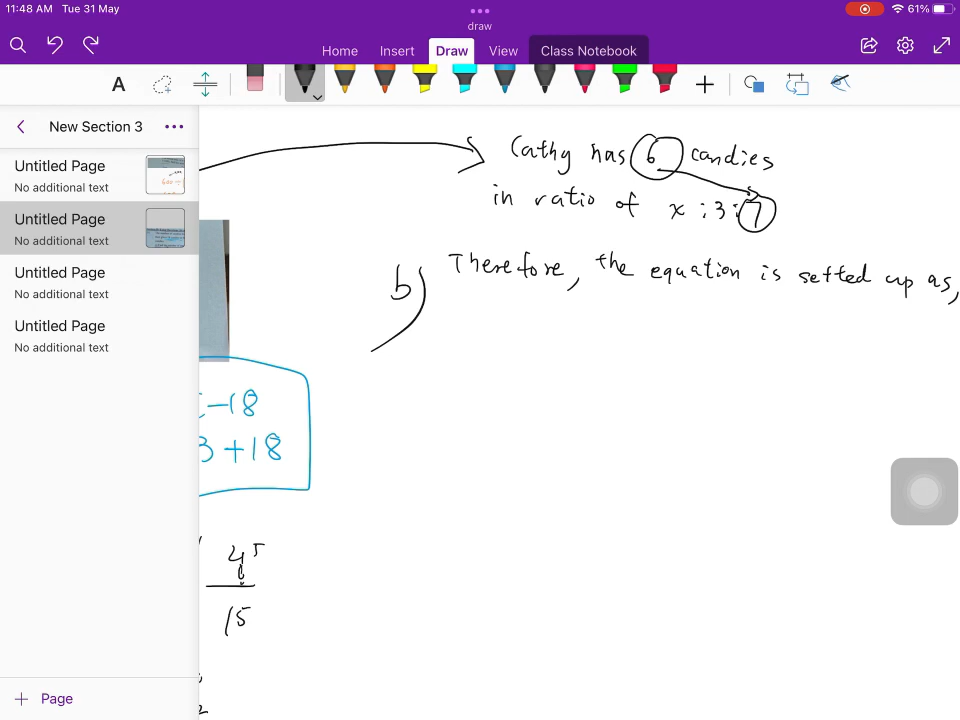 11:48 AM Tue 31 May
61%
draw
Home Insert Draw View Class Notebook
A
New Section 3
Untitled Page
No additional text
Untitled Page
No additional text
Untitled Page
No additional text
Untitled Page
No additional text
Page
Cathy has 6 candies
in ratio of x : 3 : 7
b) Therefore, the equation is setted up as,
-18
3 +18
15